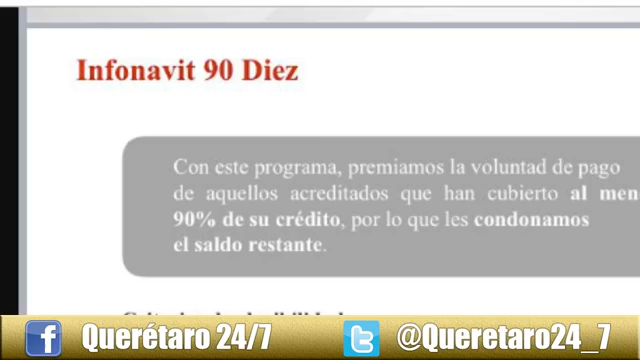 Infonavit 90 Diez
Con este programa, premiamos la voluntad de pago
de aquellos acreditados que han cubierto al
90% de su crédito, por lo que les condonamos
el saldo restante.
Querétaro 24/7 @Queretaro24_7